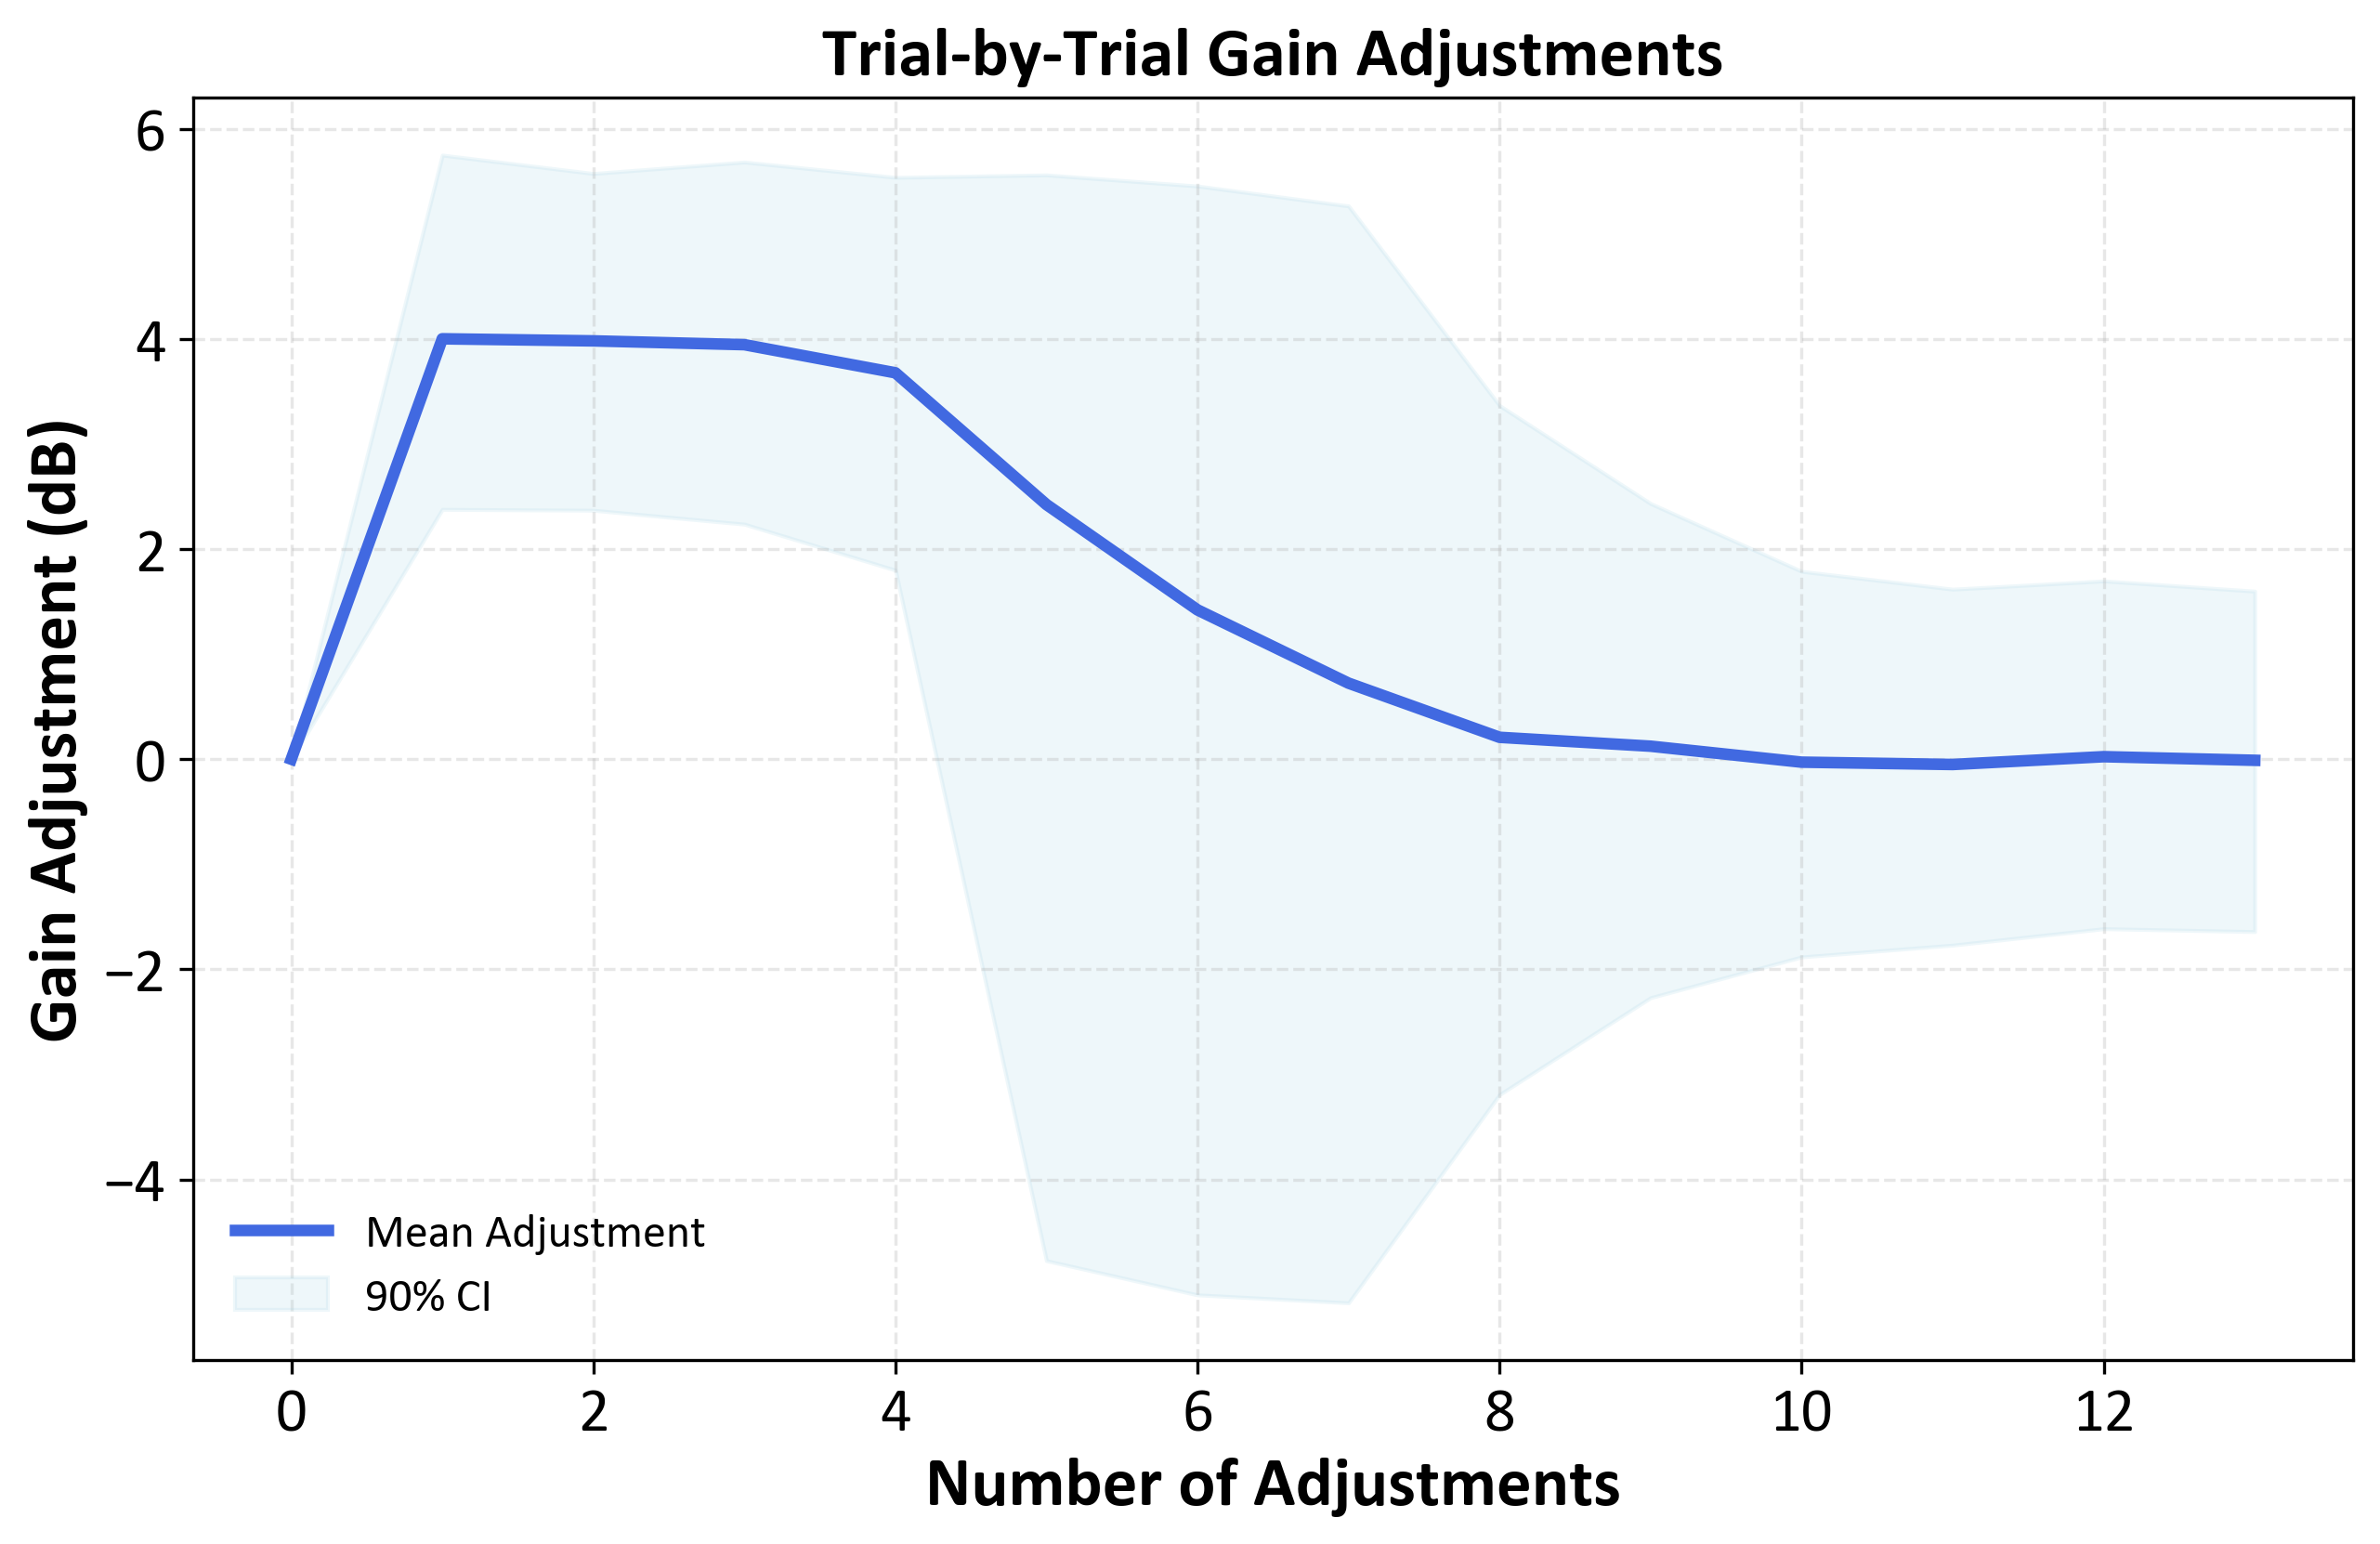 Trial-by-Trial Gain Adjustments
Gain Adjustment (dB)
6
4
2
0
−2
−4
Mean Adjustment
90% CI
0 2 4 6 8 10 12
Number of Adjustments